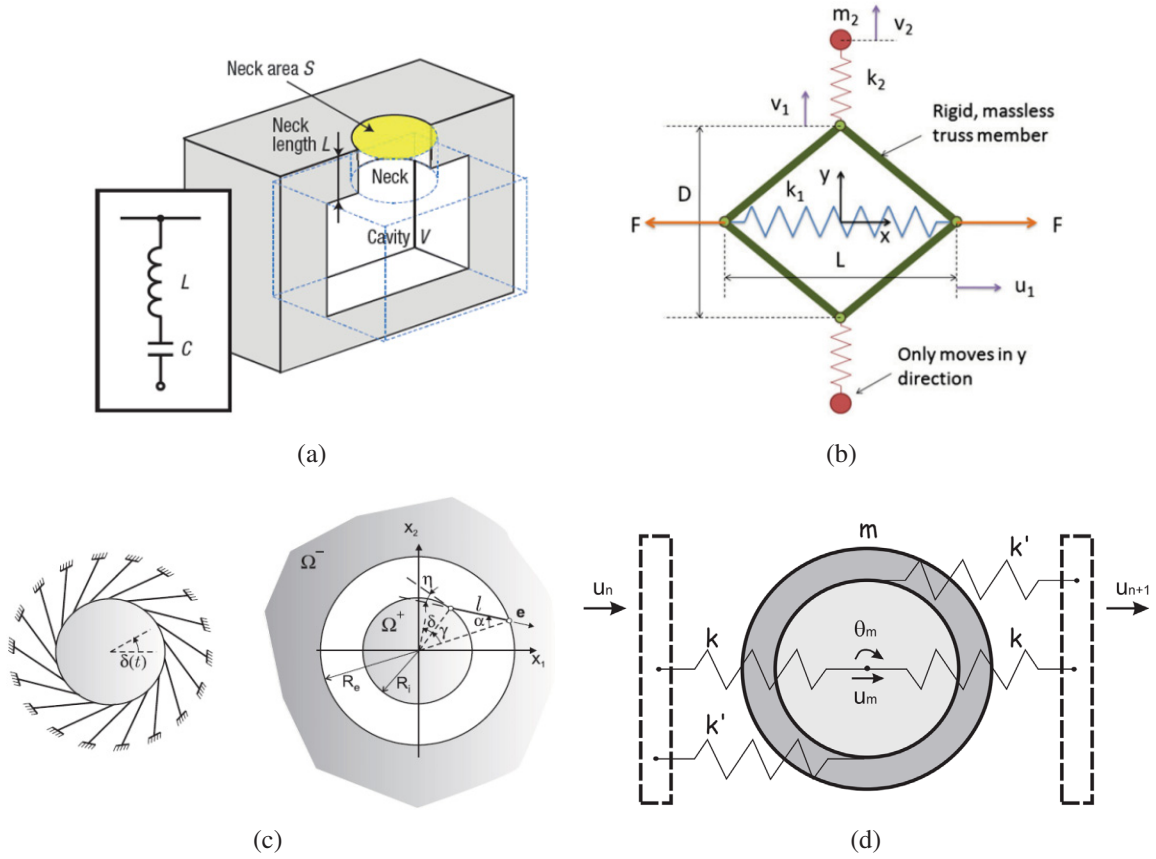 Neck area S
Neck
length L
Neck
Cavity V
L
C
(a)
m₂
v₂
k₂
v₁
Rigid, massless
truss member
D
k₁
y
x
F
F
L
u₁
Only moves in y
direction
(b)
δ(t)
Ω⁻
x₂
η
l
e
Ω⁺
δ
γ
α
x₁
Rₑ
Rᵢ
(c)
m
k'
uₙ
uₙ₊₁
k
θₘ
k
uₘ
k'
(d)